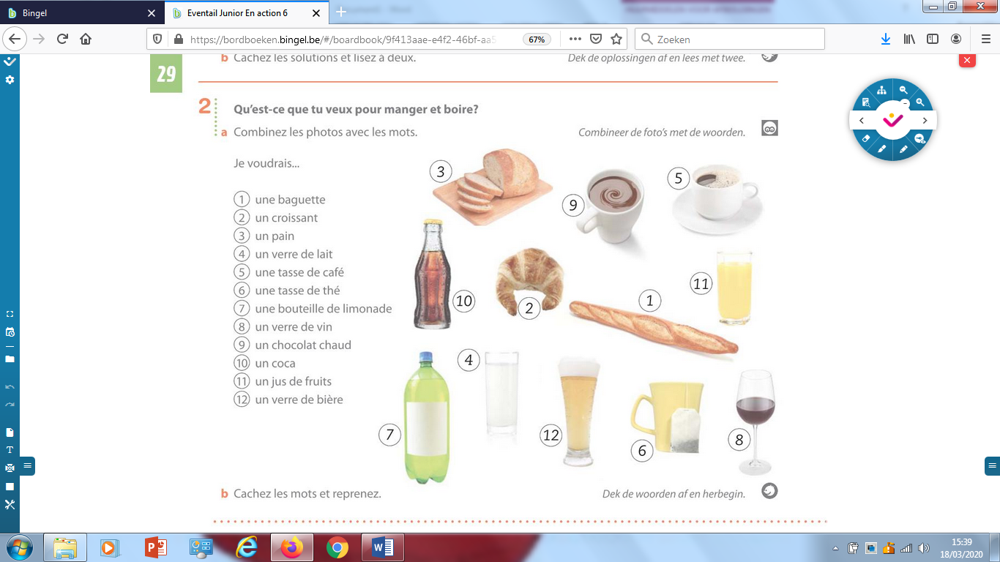 Bingel
Eventail Junior En action 6
https://bordboeken.bingel.be/#/boardbook/9f413aae-e4f2-46bf-aa5
67%
Zoeken
29
b Cachez les solutions et lisez à deux.
Dek de oplossingen af en lees met twee.
2 Qu'est-ce que tu veux pour manger et boire?
a Combinez les photos avec les mots.
Combineer de foto's met de woorden.
Je voudrais...
1 une baguette
2 un croissant
3 un pain
4 un verre de lait
5 une tasse de café
6 une tasse de thé
7 une bouteille de limonade
8 un verre de vin
9 un chocolat chaud
10 un coca
11 un jus de fruits
12 un verre de bière
3
9
5
10
2
1
11
4
7
12
6
8
b Cachez les mots et reprenez.
Dek de woorden af en herbegin.
15:39
18/03/2020